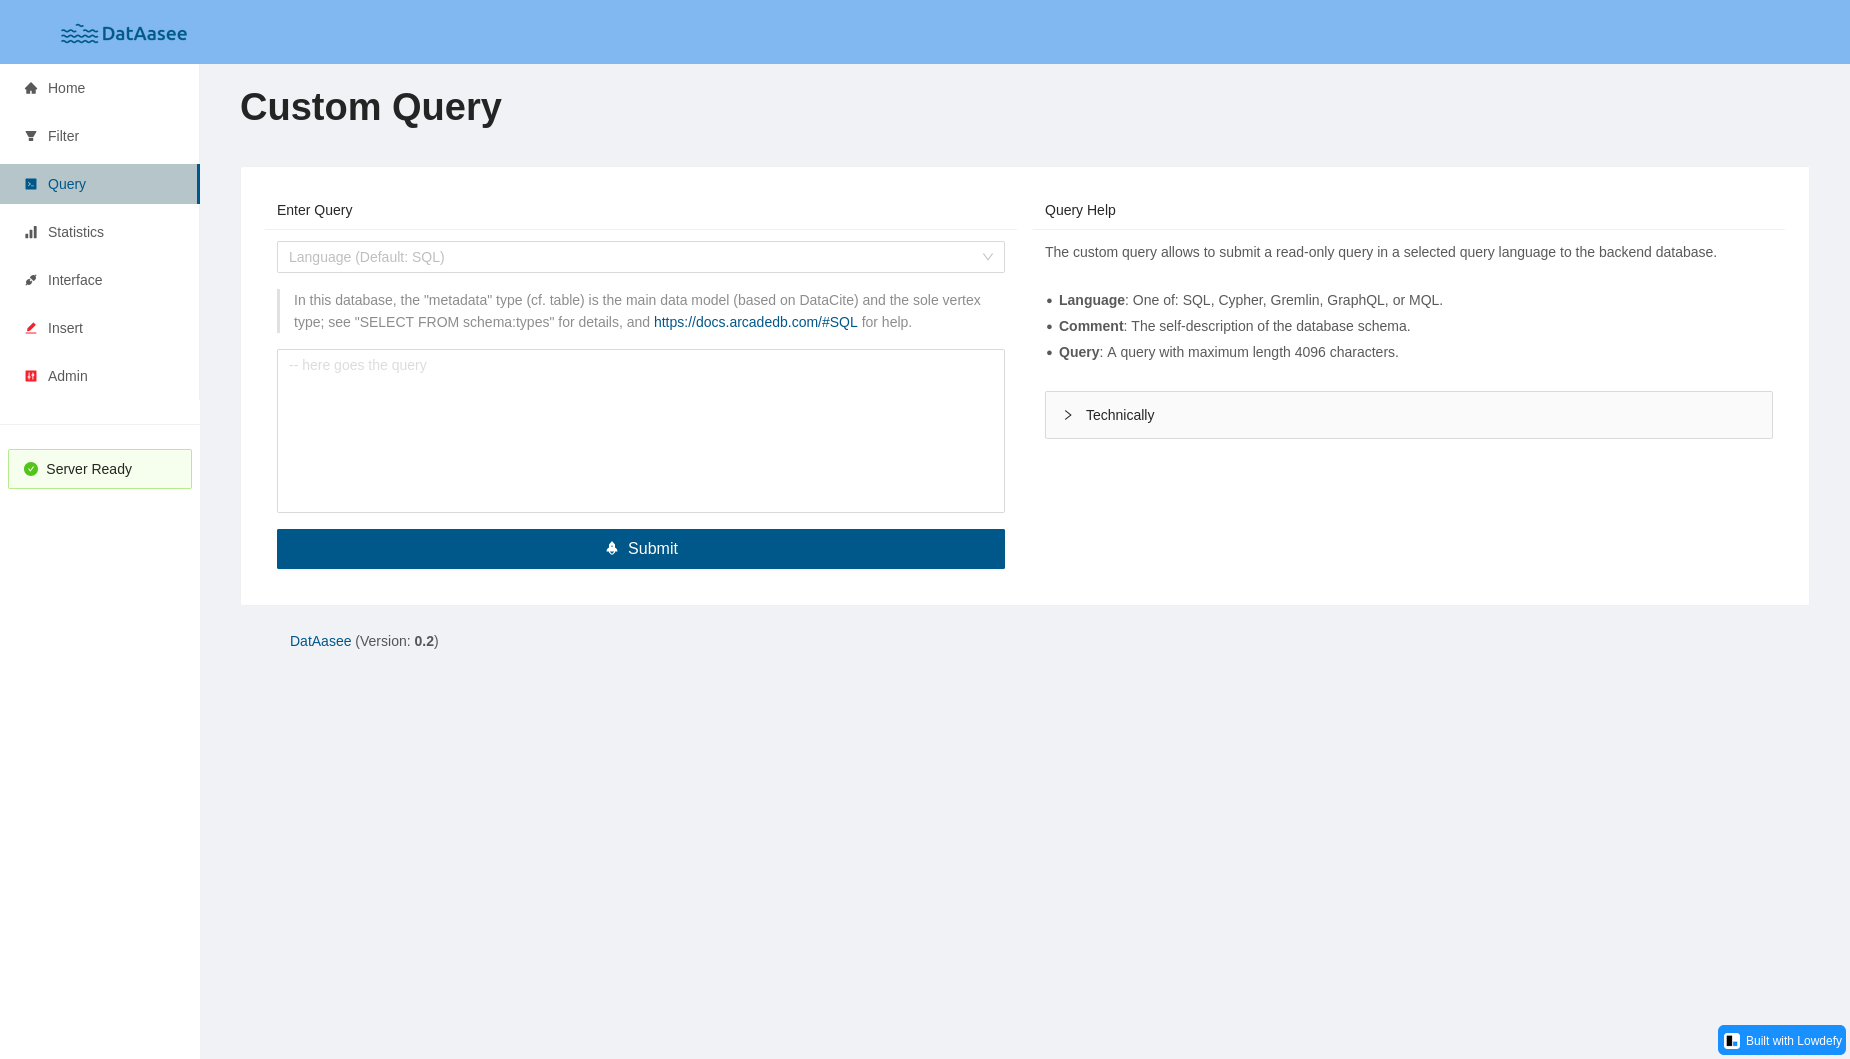 DatAasee
Home
Filter
Query
Statistics
Interface
Insert
Admin
Server Ready
Custom Query
Enter Query
Language (Default: SQL)
In this database, the "metadata" type (cf. table) is the main data model (based on DataCite) and the sole vertex
type; see "SELECT FROM schema:types" for details, and https://docs.arcadedb.com/#SQL for help.
-- here goes the query
Submit
Query Help
The custom query allows to submit a read-only query in a selected query language to the backend database.
• Language: One of: SQL, Cypher, Gremlin, GraphQL, or MQL.
• Comment: The self-description of the database schema.
• Query: A query with maximum length 4096 characters.
Technically
DatAasee (Version: 0.2)
Built with Lowdefy